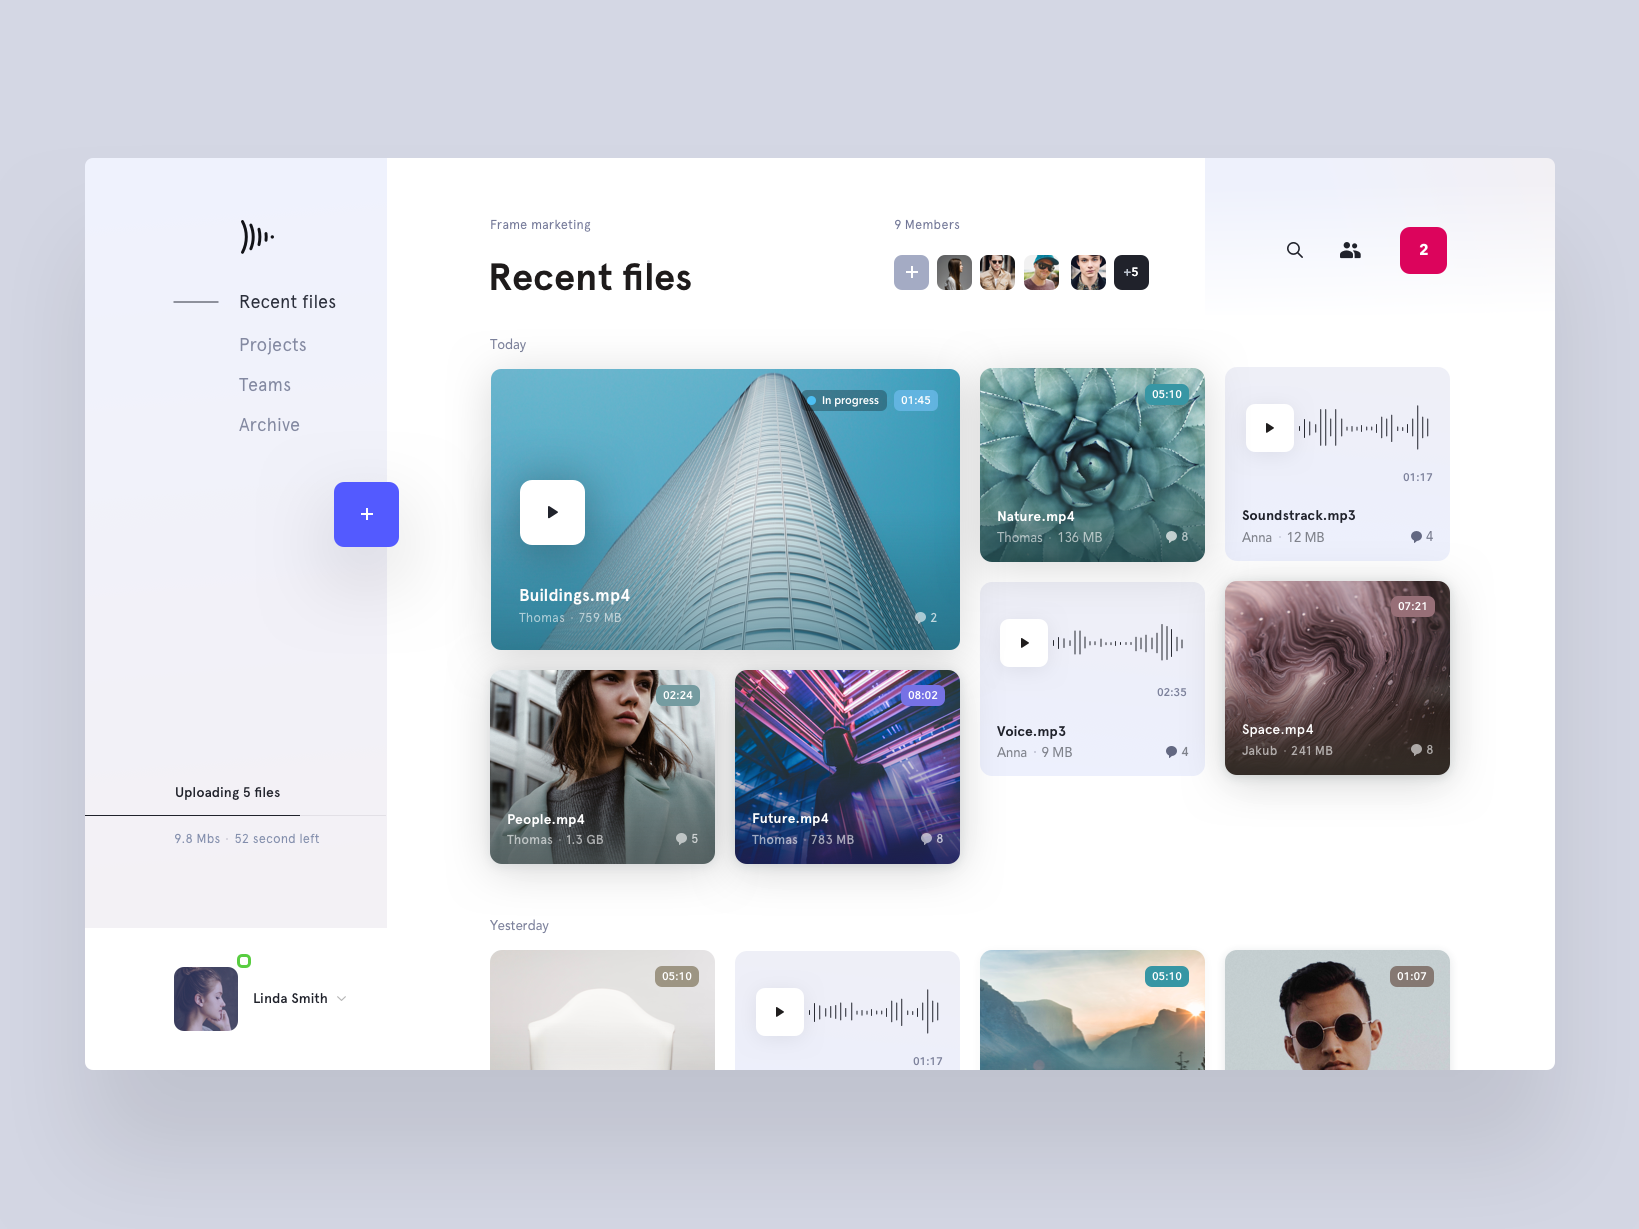 Recent files
Projects
Teams
Archive
+
Uploading 5 files
9.8 Mbs · 52 second left
Linda Smith
Frame marketing
Recent files
9 Members
+
+5
2
Today
In progress
01:45
Buildings.mp4
Thomas · 759 MB
2
05:10
Nature.mp4
Thomas · 136 MB
8
01:17
Soundstrack.mp3
Anna · 12 MB
4
02:24
People.mp4
Thomas · 1.3 GB
5
08:02
Future.mp4
Thomas · 783 MB
8
02:35
Voice.mp3
Anna · 9 MB
4
07:21
Space.mp4
Jakub · 241 MB
8
Yesterday
05:10
01:17
05:10
01:07